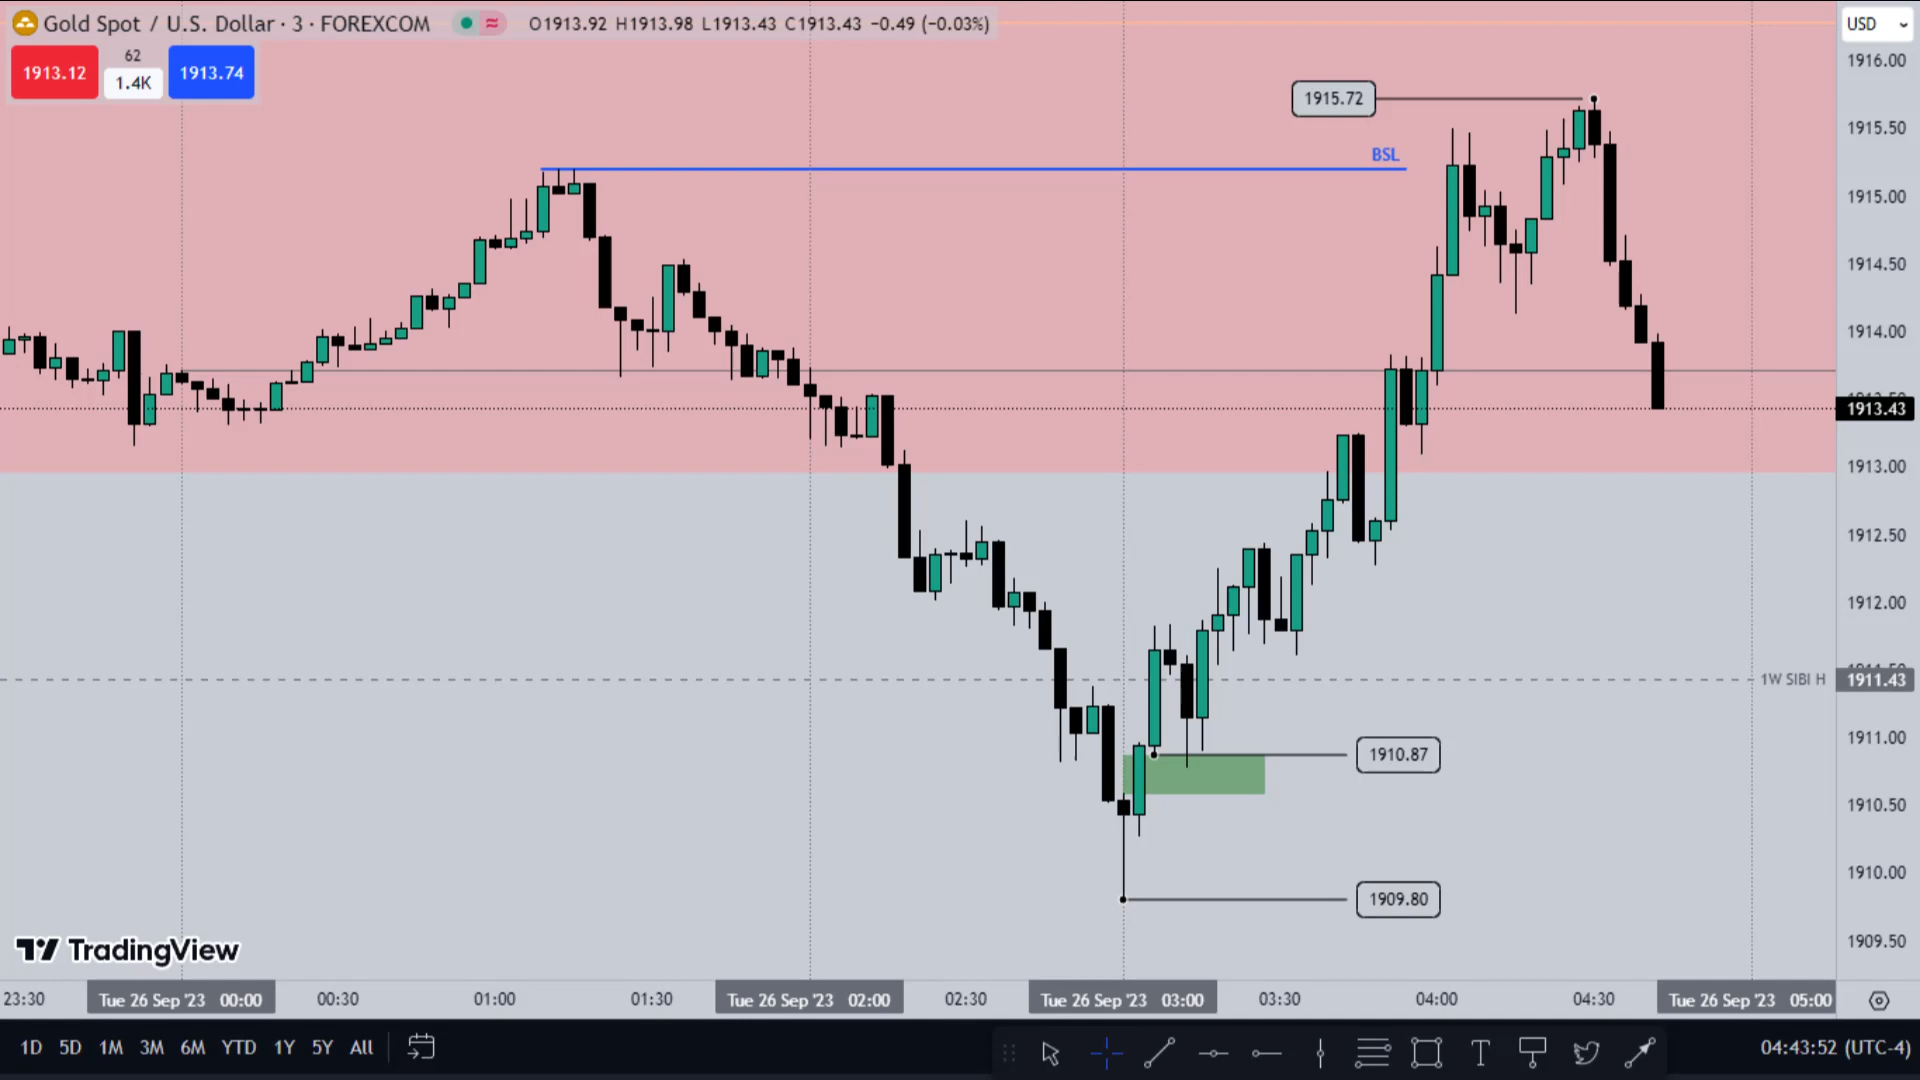 Gold Spot / U.S. Dollar · 3 · FOREXCOM
O1913.92 H1913.98 L1913.43 C1913.43 −0.49 (−0.03%)
USD
1913.12
62
1.4K
1913.74
1916.00
1915.72
1915.50
BSL
1915.00
1914.50
1914.00
1913.43
1913.00
1912.50
1912.00
1W SIBI H
1911.43
1911.00
1910.87
1910.50
1910.00
1909.80
1909.50
TradingView
23:30 Tue 26 Sep '23 00:00 00:30 01:00 01:30 Tue 26 Sep '23 02:00 02:30 Tue 26 Sep '23 03:00 03:30 04:00 04:30 Tue 26 Sep '23 05:00
1D 5D 1M 3M 6M YTD 1Y 5Y All
04:43:52 (UTC-4)